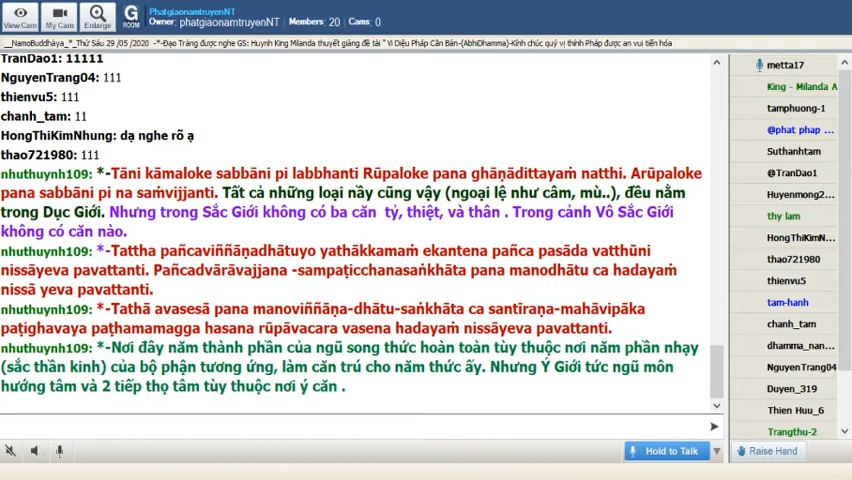 PhatgiaonamtruyenNT
Owner: phatgiaonamtruyenNT Members: 20 Cams: 0
View Cam My Cam Enlarge G ROOM
__NamoBuddhàya_*_Thứ Sáu 29 /05 /2020 -*-Đạo Tràng được nghe GS: Huynh King Milanda thuyết giảng đề tài " Vi Diệu Pháp Căn Bản-(AbhiDhamma)-Kính chúc quý vị thính Pháp được an vui tiến hóa
TranDao1: 11111
NguyenTrang04: 111
thienvu5: 111
chanh_tam: 11
HongThiKimNhung: dạ nghe rõ ạ
thao721980: 111
nhuthuynh109: *-Tāni kāmaloke sabbāni pi labbhanti Rūpaloke pana ghāṇādittayaṁ natthi. Arūpaloke
pana sabbāni pi na saṁvijjanti. Tất cả những loại nầy cũng vậy (ngoại lệ như câm, mù..), đều nằm
trong Dục Giới. Nhưng trong Sắc Giới không có ba căn tỷ, thiệt, và thân . Trong cảnh Vô Sắc Giới
không có căn nào.
nhuthuynh109: *-Tattha pañcaviññāṇadhātuyo yathākkamaṁ ekantena pañca pasāda vatthūni
nissāyeva pavattanti. Pañcadvārāvajjana -sampaṭicchanasaṅkhāta pana manodhātu ca hadayaṁ
nissā yeva pavattanti.
nhuthuynh109: *-Tathā avasesā pana manoviññāṇa-dhātu-saṅkhāta ca santīraṇa-mahāvipāka
paṭighavaya paṭhamamagga hasana rūpāvacara vasena hadayaṁ nissāyeva pavattanti.
nhuthuynh109: *-Nơi đây năm thành phần của ngũ song thức hoàn toàn tùy thuộc nơi năm phần nhạy
(sắc thần kinh) của bộ phận tương ứng, làm căn trú cho năm thức ấy. Nhưng Ý Giới tức ngũ môn
hướng tâm và 2 tiếp thọ tâm tùy thuộc nơi ý căn .
metta17
King - Milanda A
tamphuong-1
@phat phap ...
Suthanhtam
@TranDao1
Huyenmong2...
thy lam
HongThiKimN...
thao721980
thienvu5
tam-hanh
chanh_tam
dhamma_nan...
NguyenTrang04
Duyen_319
Thien Huu_6
Trangthu-2
Hold to Talk Raise Hand